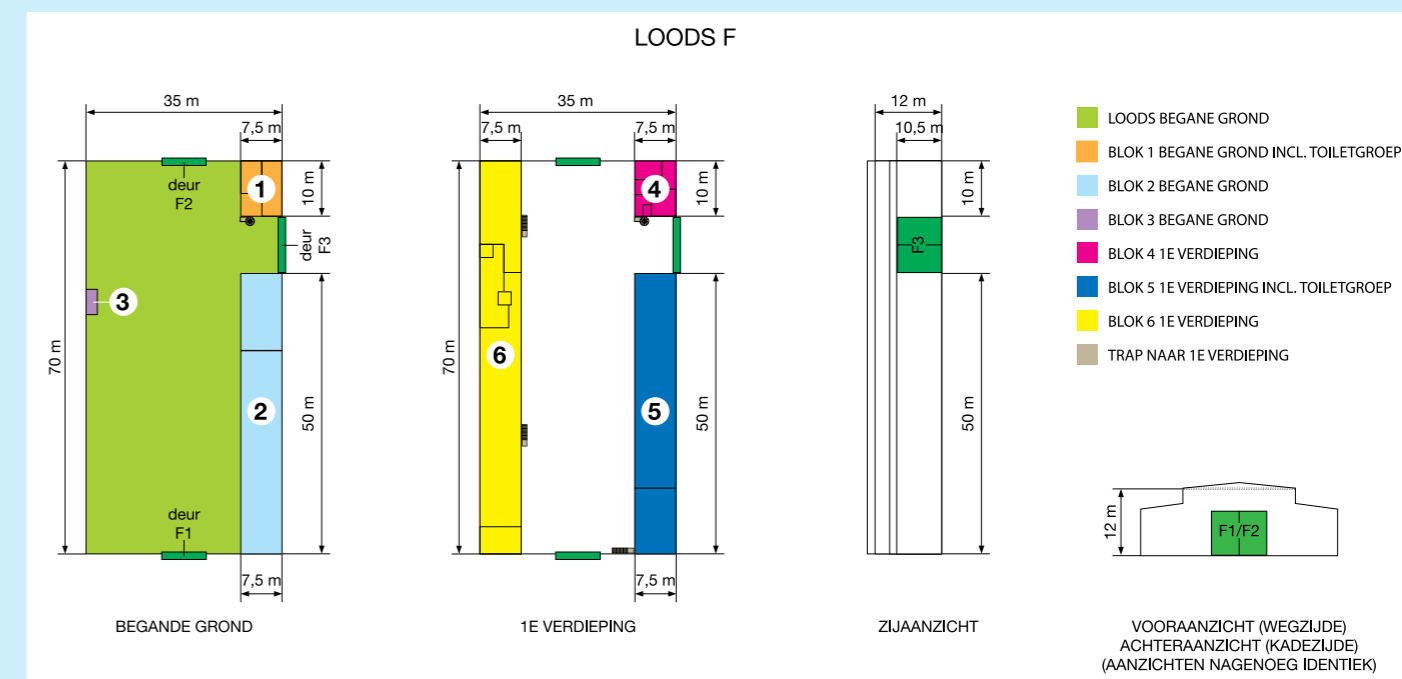 LOODS F
35 m
7,5 m
70 m
10 m
50 m
7,5 m
deur
F2
deur
F3
deur
F1
1
2
3
BEGANDE GROND
35 m
7,5 m
7,5 m
70 m
10 m
50 m
7,5 m
4
5
6
1E VERDIEPING
12 m
10,5 m
10 m
50 m
F3
ZIJAANZICHT
LOODS BEGANE GROND
BLOK 1 BEGANE GROND INCL. TOILETGROEP
BLOK 2 BEGANE GROND
BLOK 3 BEGANE GROND
BLOK 4 1E VERDIEPING
BLOK 5 1E VERDIEPING INCL. TOILETGROEP
BLOK 6 1E VERDIEPING
TRAP NAAR 1E VERDIEPING
12 m
F1/F2
VOORAANZICHT (WEGZIJDE)
ACHTERAANZICHT (KADEZIJDE)
(AANZICHTEN NAGENOEG IDENTIEK)